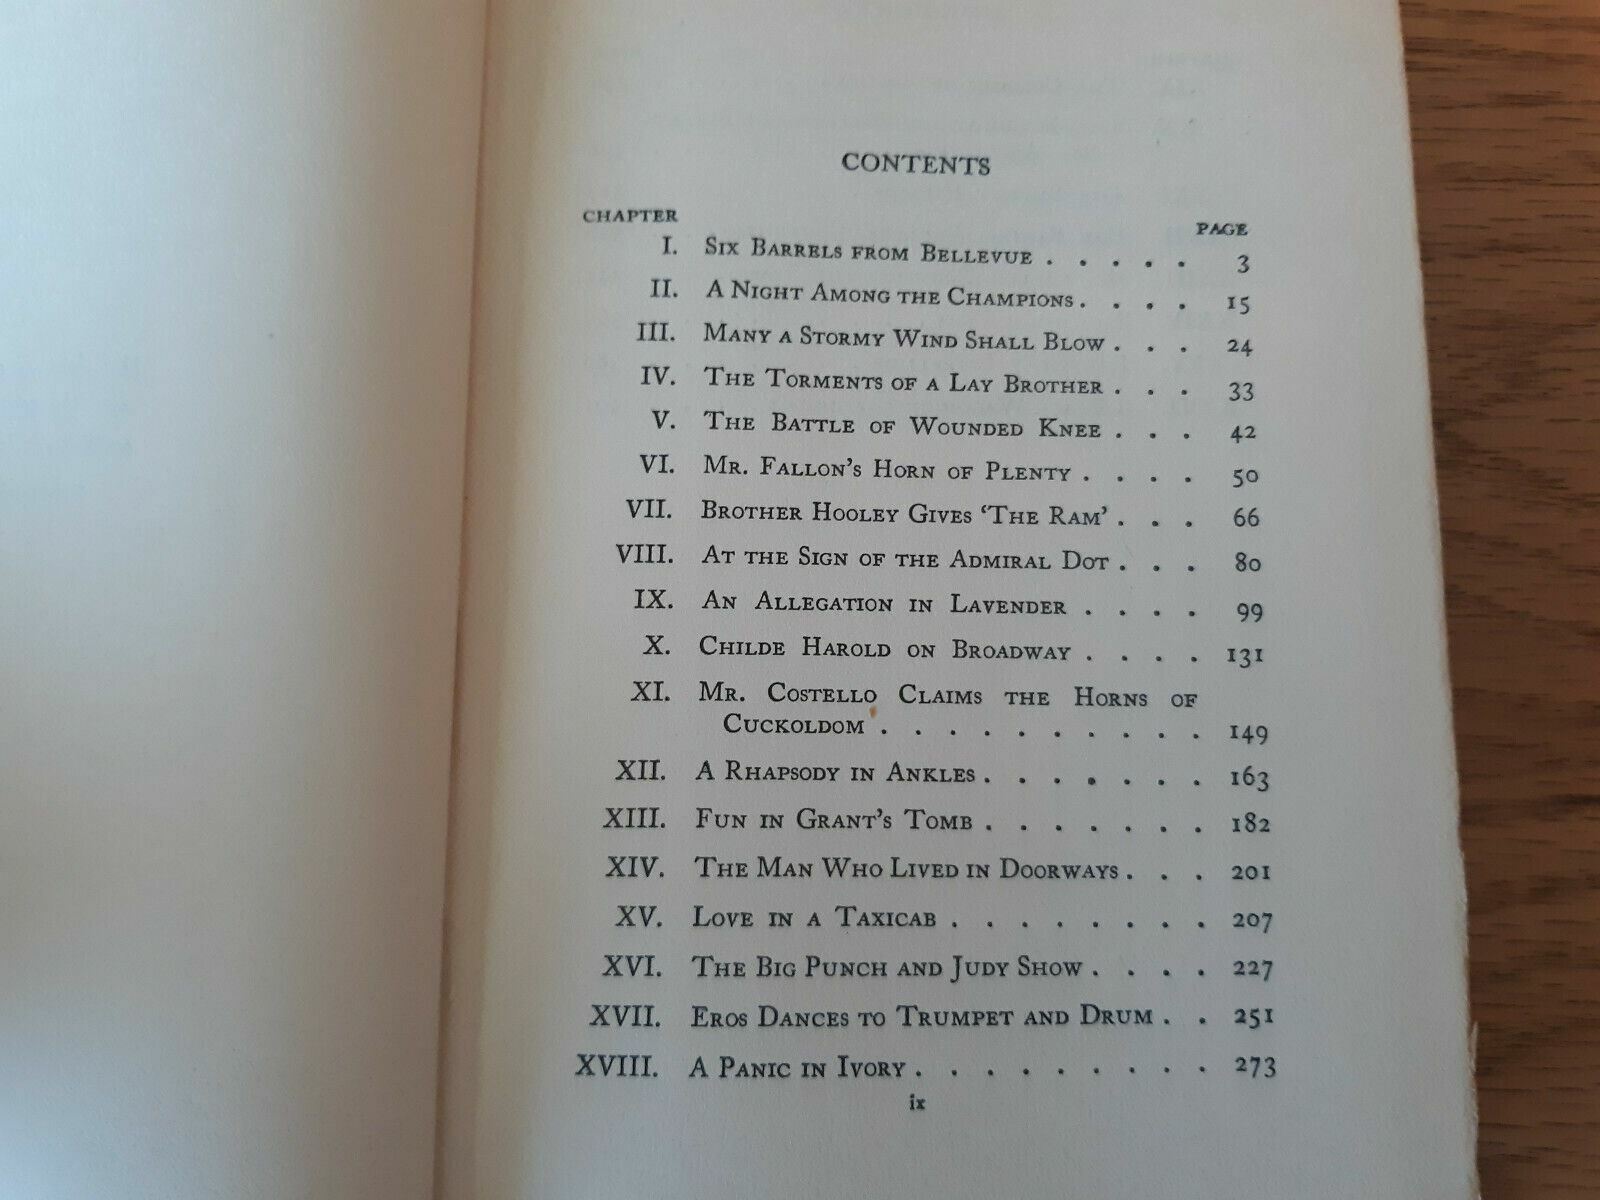 CONTENTS
CHAPTER PAGE
I. SIX BARRELS FROM BELLEVUE . . . . . 3
II. A NIGHT AMONG THE CHAMPIONS . . . . 15
III. MANY A STORMY WIND SHALL BLOW . . . 24
IV. THE TORMENTS OF A LAY BROTHER . . . 33
V. THE BATTLE OF WOUNDED KNEE . . . 42
VI. MR. FALLON'S HORN OF PLENTY . . . . 50
VII. BROTHER HOOLEY GIVES 'THE RAM' . . . 66
VIII. AT THE SIGN OF THE ADMIRAL DOT . . . 80
IX. AN ALLEGATION IN LAVENDER . . . . 99
X. CHILDE HAROLD ON BROADWAY . . . . 131
XI. MR. COSTELLO CLAIMS THE HORNS OF
CUCKOLDOM . . . . . . . . . . 149
XII. A RHAPSODY IN ANKLES . . . . . . . 163
XIII. FUN IN GRANT'S TOMB . . . . . . . 182
XIV. THE MAN WHO LIVED IN DOORWAYS . . . 201
XV. LOVE IN A TAXICAB . . . . . . . . 207
XVI. THE BIG PUNCH AND JUDY SHOW . . . . 227
XVII. EROS DANCES TO TRUMPET AND DRUM . . 251
XVIII. A PANIC IN IVORY . . . . . . . . . 273
ix